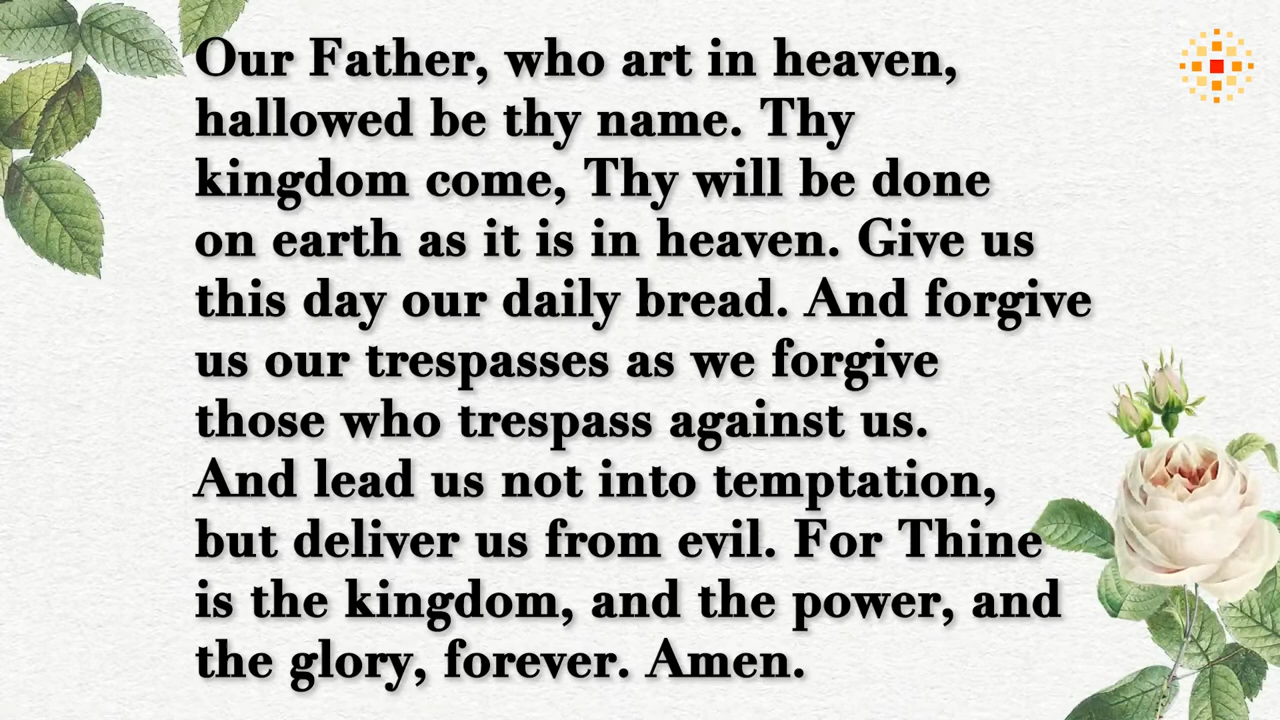 Our Father, who art in heaven,
hallowed be thy name. Thy
kingdom come, Thy will be done
on earth as it is in heaven. Give us
this day our daily bread. And forgive
us our trespasses as we forgive
those who trespass against us.
And lead us not into temptation,
but deliver us from evil. For Thine
is the kingdom, and the power, and
the glory, forever. Amen.